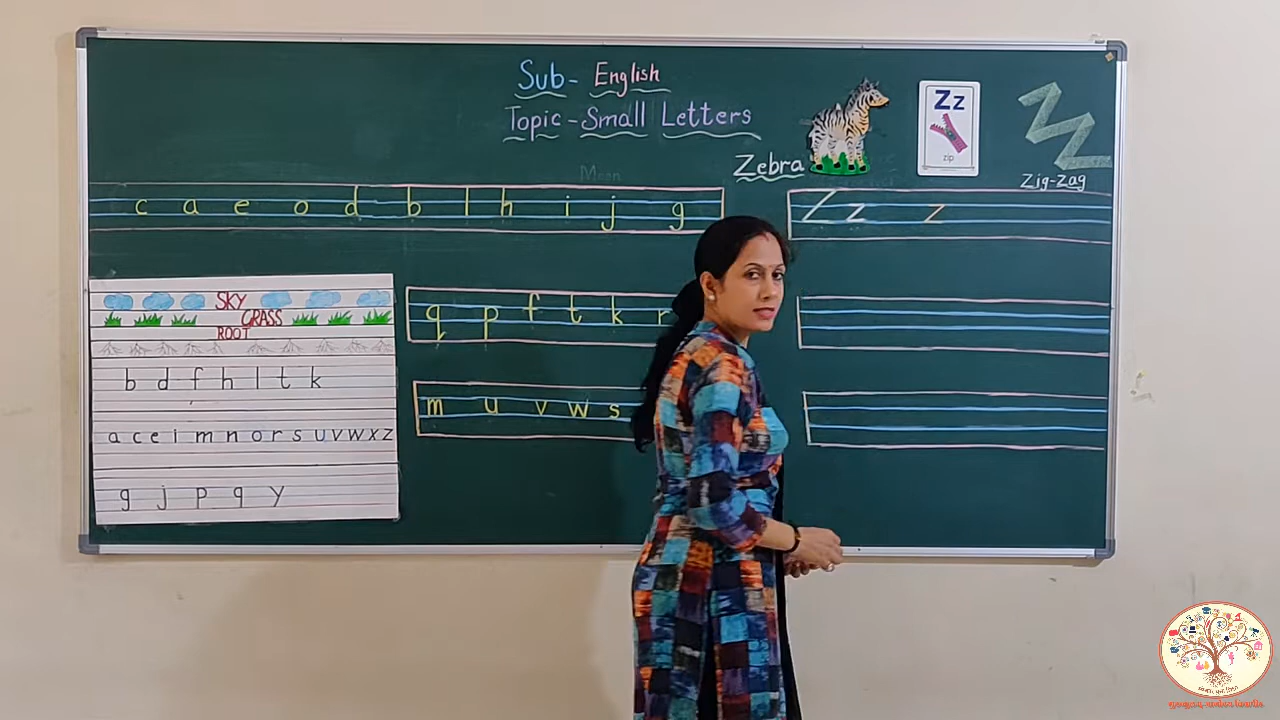 Sub- English
Topic - Small Letters
Zebra
Zz
zip
Zig-Zag
c a e o d b l h i j g
Z z z
SKY
GRASS
ROOT
q p f t k r
b d f h l t k
m u v w s
a c e i m n o r s u v w x z
g j p q y